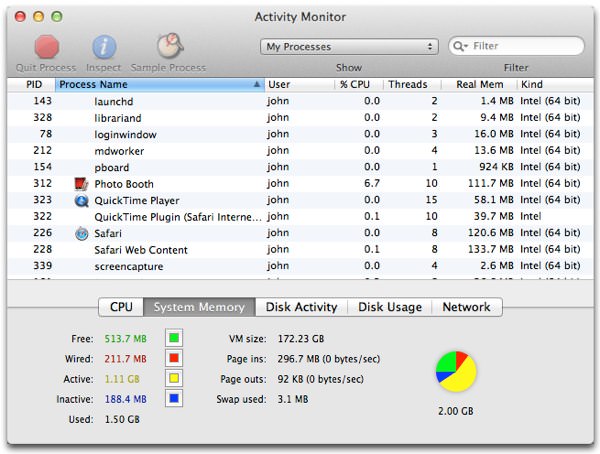 Activity Monitor
Quit Process Inspect Sample Process My Processes Show Filter Filter
PID Process Name User % CPU Threads Real Mem Kind
143 launchd john 0.0 2 1.4 MB Intel (64 bit)
328 librariand john 0.0 2 9.4 MB Intel (64 bit)
78 loginwindow john 0.0 3 16.0 MB Intel (64 bit)
212 mdworker john 0.0 4 13.6 MB Intel (64 bit)
154 pboard john 0.0 1 924 KB Intel (64 bit)
312 Photo Booth john 6.7 10 111.7 MB Intel (64 bit)
323 QuickTime Player john 0.1 15 58.1 MB Intel (64 bit)
322 QuickTime Plugin (Safari Interne... john 0.1 10 39.7 MB Intel
226 Safari john 0.0 8 120.6 MB Intel (64 bit)
228 Safari Web Content john 0.1 8 133.7 MB Intel (64 bit)
339 screencapture john 0.0 4 2.6 MB Intel (64 bit)
CPU System Memory Disk Activity Disk Usage Network
Free: 513.7 MB VM size: 172.23 GB
Wired: 211.7 MB Page ins: 296.7 MB (0 bytes/sec)
Active: 1.11 GB Page outs: 92 KB (0 bytes/sec)
Inactive: 188.4 MB Swap used: 3.1 MB
Used: 1.50 GB
2.00 GB